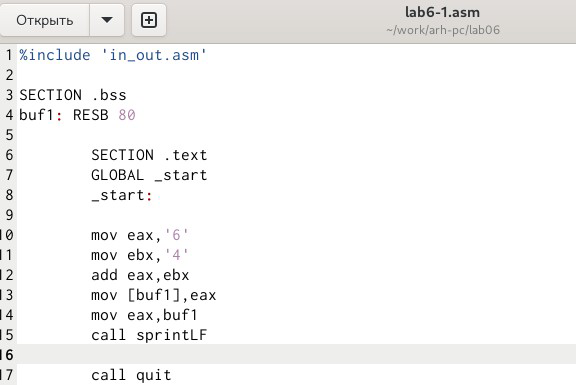 Открыть
lab6-1.asm
~/work/arh-pc/lab06
1 %include 'in_out.asm'
2
3 SECTION .bss
4 buf1: RESB 80
5
6 SECTION .text
7 GLOBAL _start
8 _start:
9
10 mov eax,'6'
11 mov ebx,'4'
12 add eax,ebx
13 mov [buf1],eax
14 mov eax,buf1
15 call sprintLF
16
17 call quit